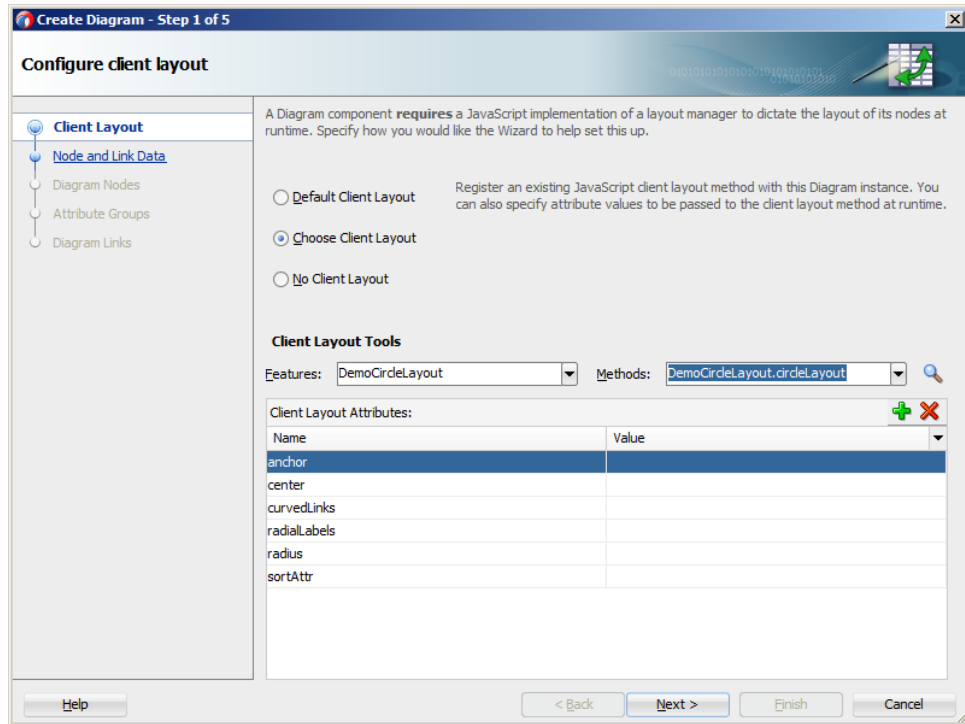 Create Diagram - Step 1 of 5
Configure client layout
Client Layout
Node and Link Data
Diagram Nodes
Attribute Groups
Diagram Links
A Diagram component requires a JavaScript implementation of a layout manager to dictate the layout of its nodes at
runtime. Specify how you would like the Wizard to help set this up.
Default Client Layout
Register an existing JavaScript client layout method with this Diagram instance. You
can also specify attribute values to be passed to the client layout method at runtime.
Choose Client Layout
No Client Layout
Client Layout Tools
Features: DemoCircleLayout Methods: DemoCircleLayout.circleLayout
Client Layout Attributes:
Name Value
anchor
center
curvedLinks
radialLabels
radius
sortAttr
Help < Back Next > Finish Cancel